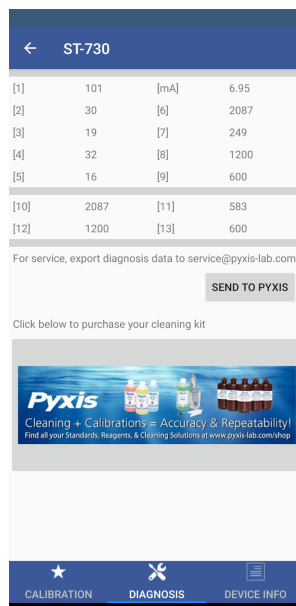 ST-730
[1] 101 [mA] 6.95
[2] 30 [6] 2087
[3] 19 [7] 249
[4] 32 [8] 1200
[5] 16 [9] 600
[10] 2087 [11] 583
[12] 1200 [13] 600
For service, export diagnosis data to service@pyxis-lab.com
SEND TO PYXIS
Click below to purchase your cleaning kit
Pyxis
Cleaning + Calibrations = Accuracy & Repeatability!
Find all your Standards, Reagents, & Cleaning Solutions at www.pyxis-lab.com/shop
CALIBRATION DIAGNOSIS DEVICE INFO